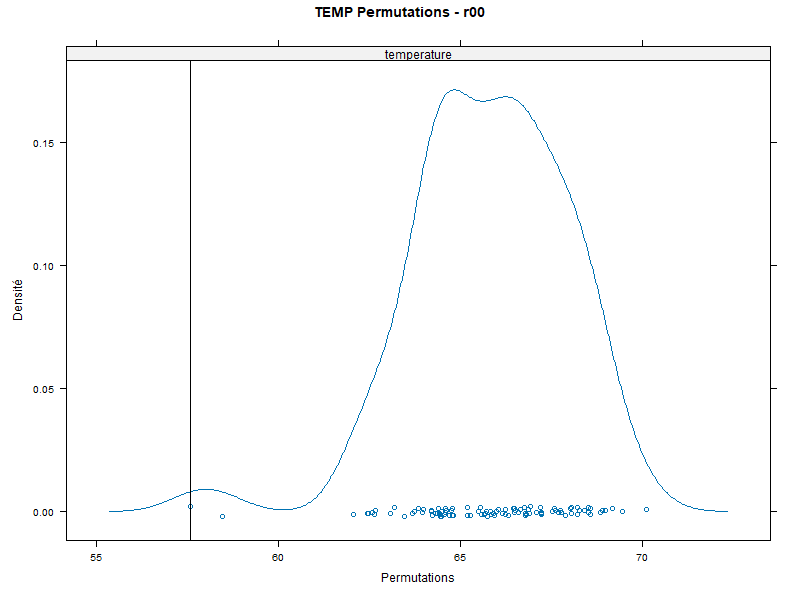 TEMP Permutations - r00
temperature
0.15
0.10
0.05
0.00
Densité
55 60 65 70
Permutations